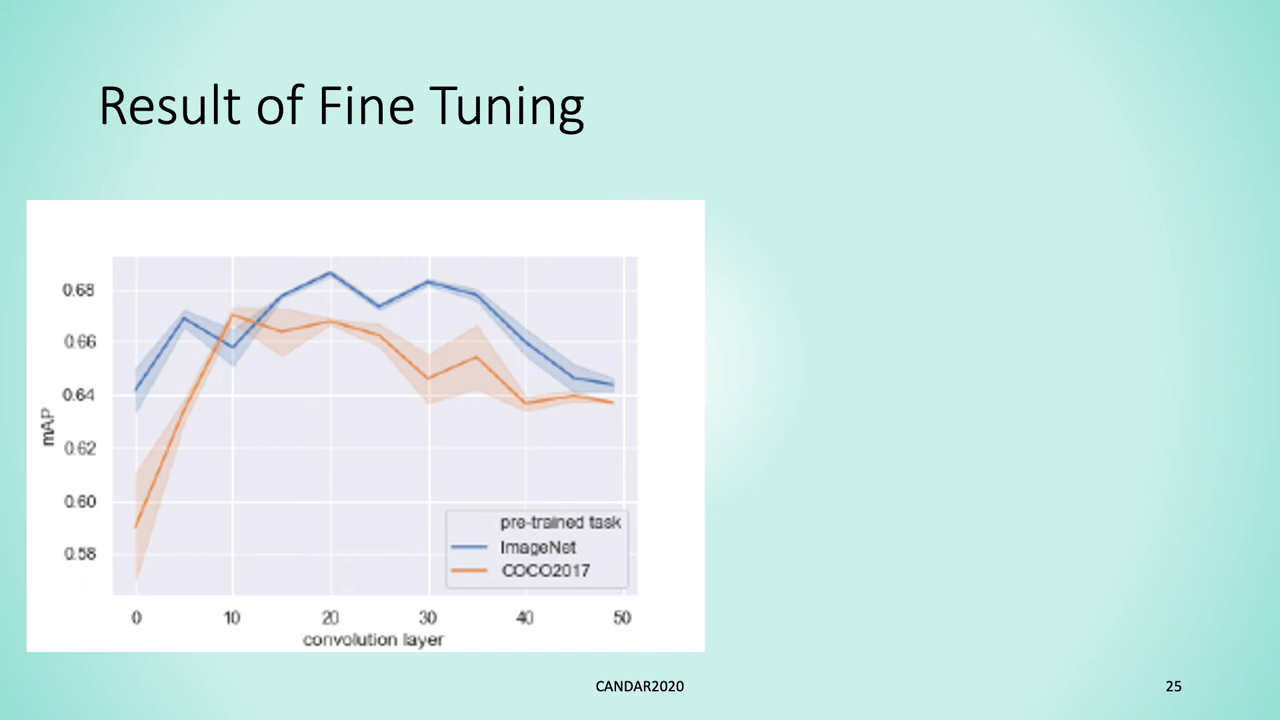 Result of Fine Tuning
0.68
0.66
0.64
0.62
0.60
0.58
mAP
pre-trained task
ImageNet
COCO2017
0 10 20 30 40 50
convolution layer
CANDAR2020
25